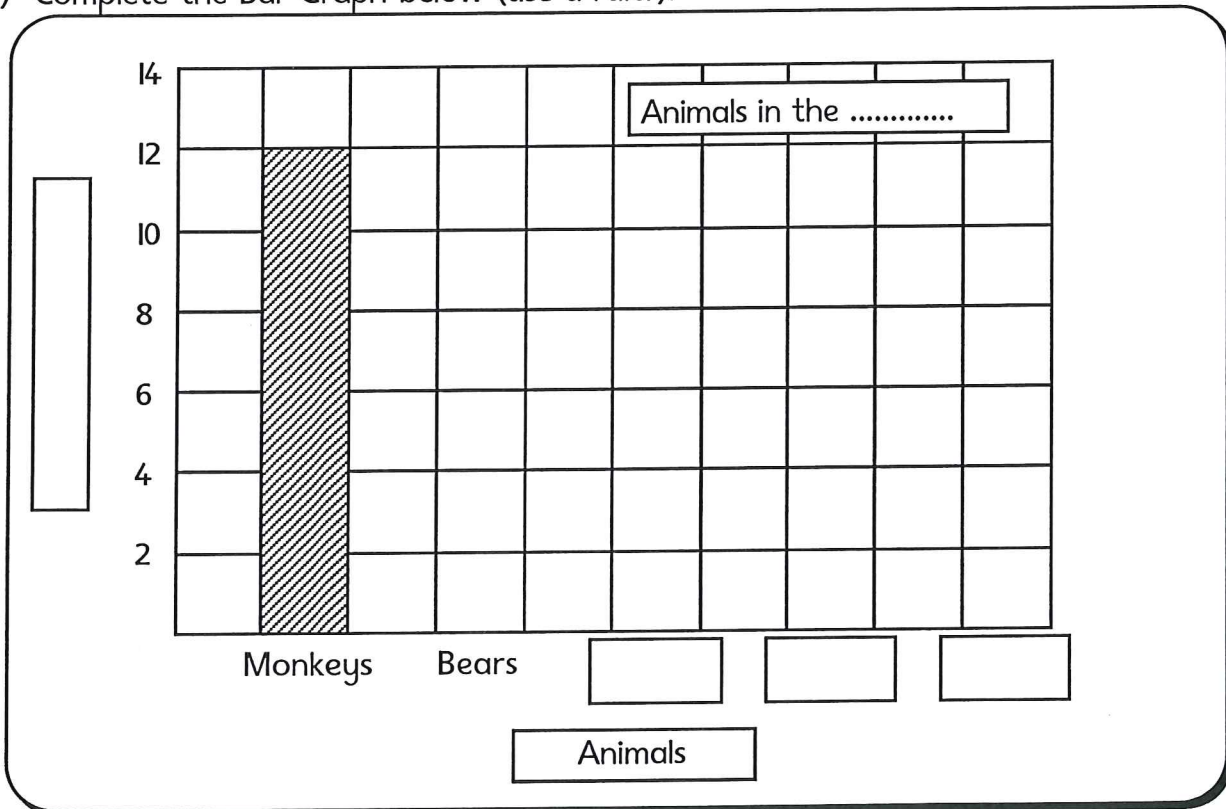 ) Complete the Bar Graph below (use a ruler).
14
Animals in the .............
12
10
8
6
4
2
Monkeys Bears
Animals